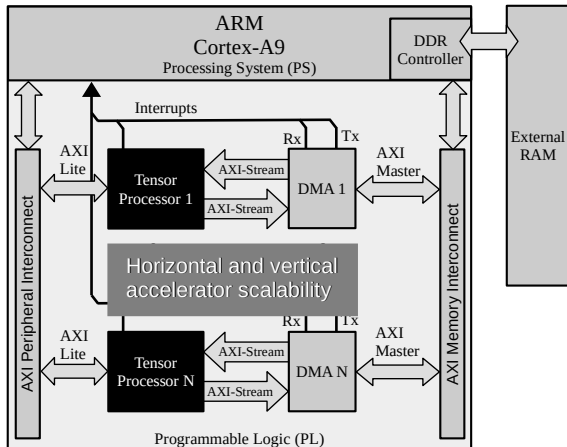 ARM
Cortex-A9
Processing System (PS)
DDR
Controller
External
RAM
Interrupts
Rx
Tx
AXI
Lite
Tensor
Processor 1
AXI-Stream
AXI-Stream
DMA 1
AXI
Master
AXI Peripheral Interconnect
AXI Memory Interconnect
Horizontal and vertical
accelerator scalability
Rx
Tx
AXI
Lite
Tensor
Processor N
AXI-Stream
AXI-Stream
DMA N
AXI
Master
Programmable Logic (PL)